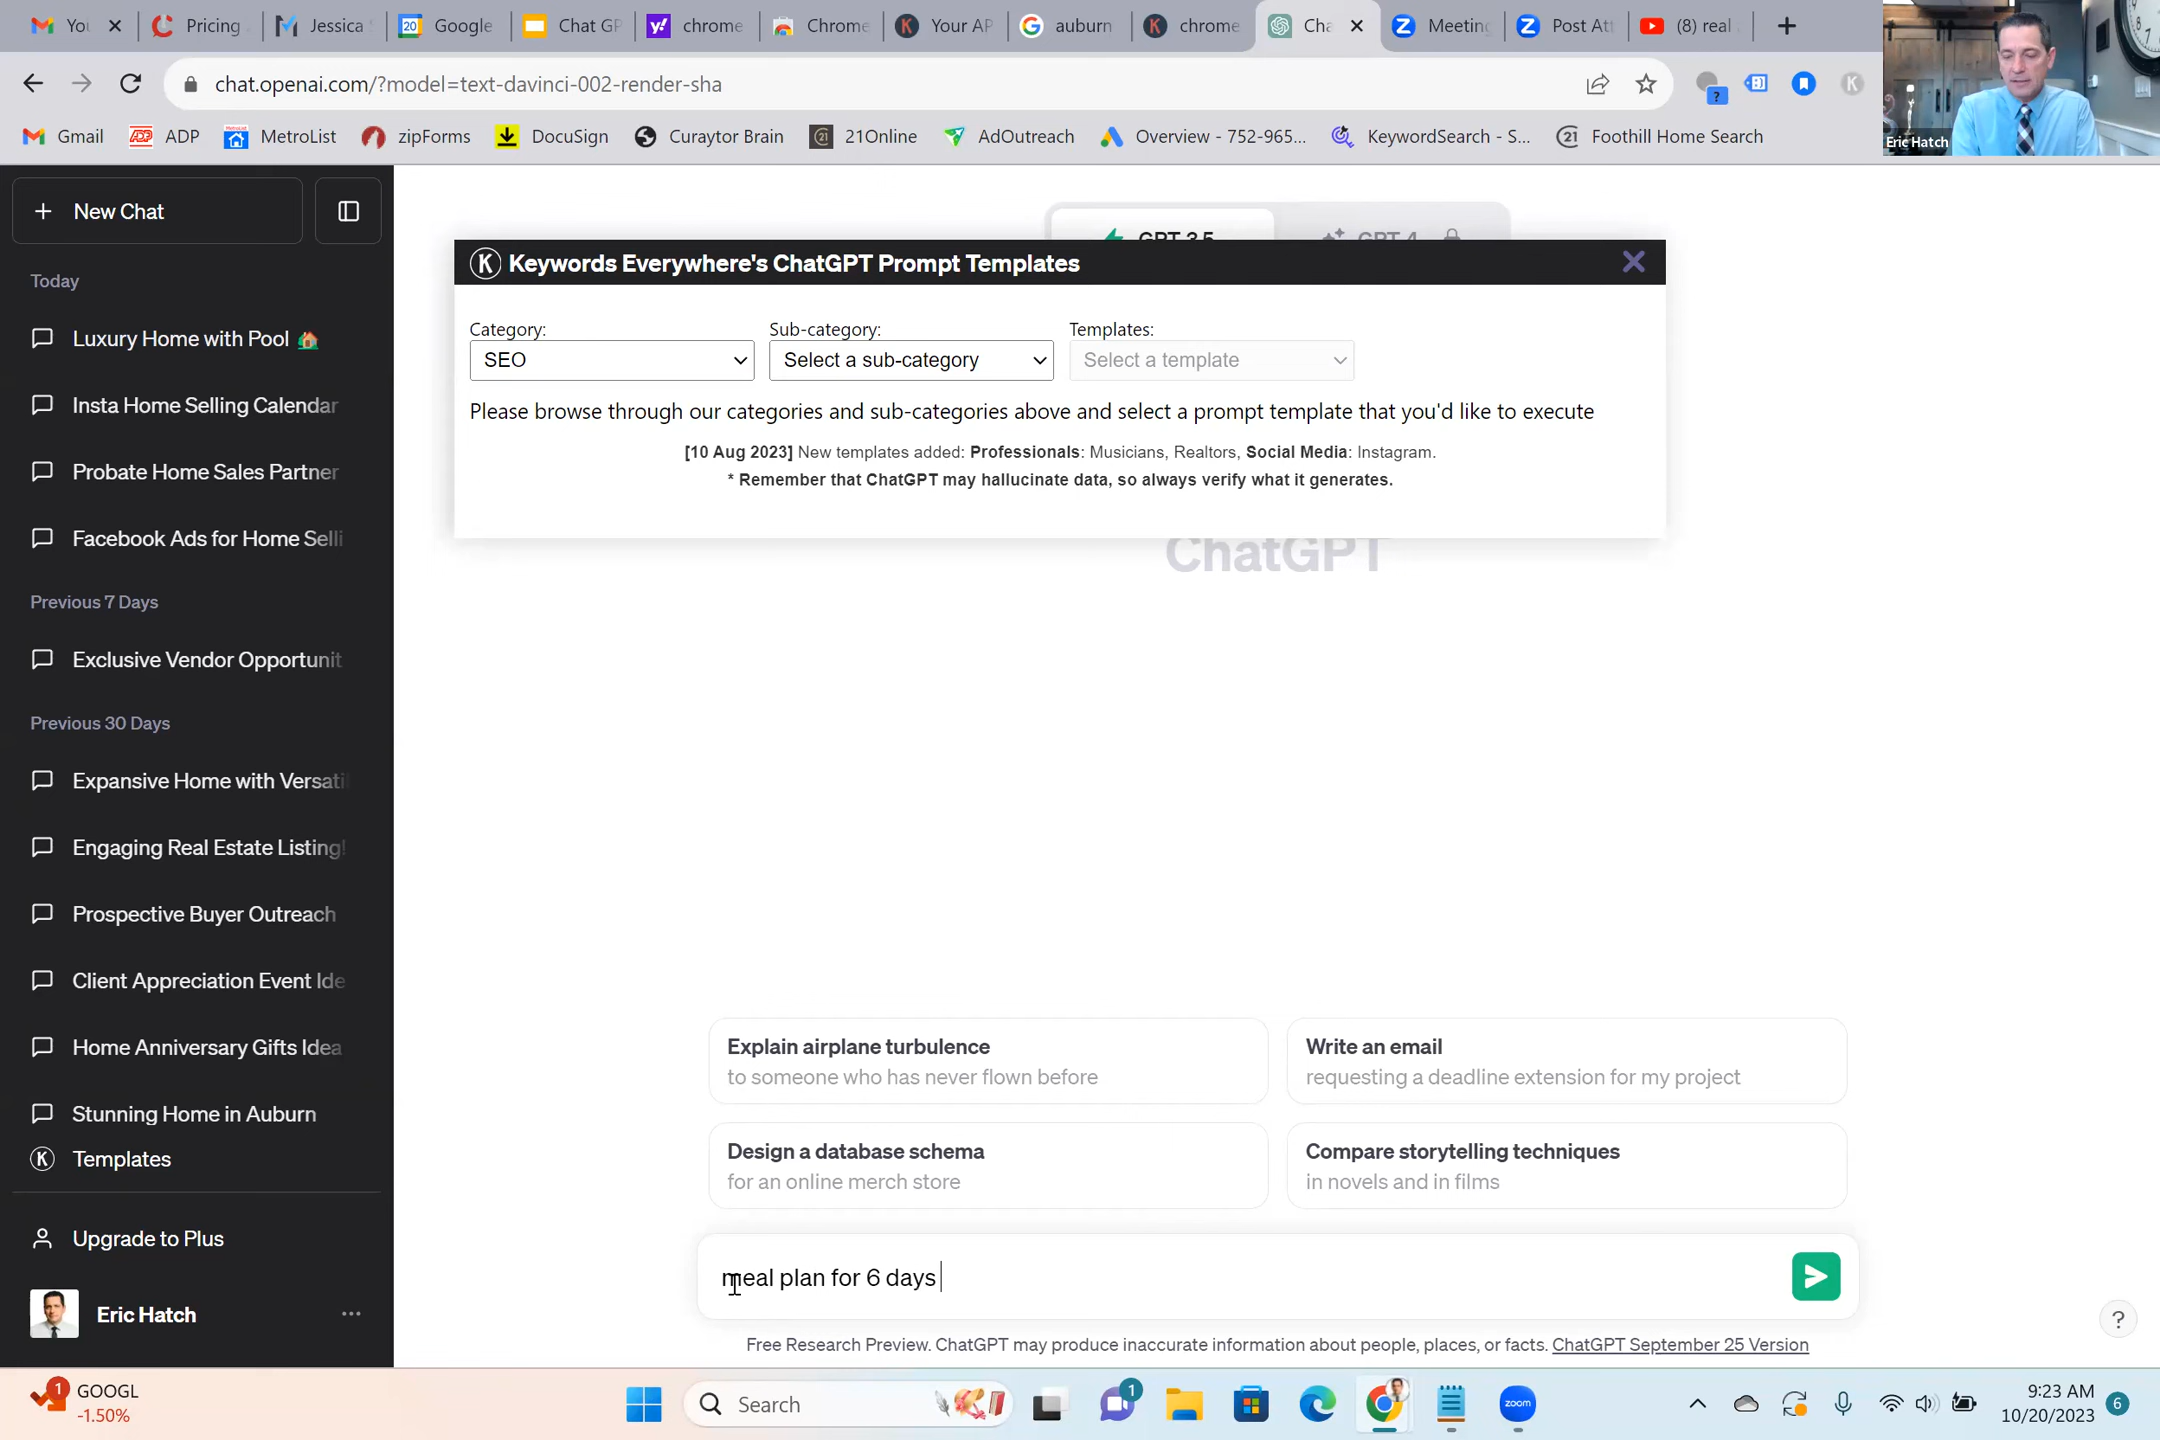 You
Pricing
Jessica
Google
Chat GP
chrome
Chrome
Your AP
auburn
chrome
Cha
Meeting
Post Att
(8) real
chat.openai.com/?model=text-davinci-002-render-sha
Gmail
ADP
MetroList
zipForms
DocuSign
Curaytor Brain
21Online
AdOutreach
Overview - 752-965...
KeywordSearch - S...
Foothill Home Search
Eric Hatch
New Chat
Today
Luxury Home with Pool 🏡
Insta Home Selling Calendar
Probate Home Sales Partner
Facebook Ads for Home Selli
Previous 7 Days
Exclusive Vendor Opportunit
Previous 30 Days
Expansive Home with Versati
Engaging Real Estate Listing!
Prospective Buyer Outreach
Client Appreciation Event Ide
Home Anniversary Gifts Idea
Stunning Home in Auburn
Templates
Upgrade to Plus
Eric Hatch
GPT-3.5
GPT-4
Keywords Everywhere's ChatGPT Prompt Templates
Category:
Sub-category:
Templates:
SEO
Select a sub-category
Select a template
Please browse through our categories and sub-categories above and select a prompt template that you'd like to execute
[10 Aug 2023] New templates added: Professionals: Musicians, Realtors, Social Media: Instagram.
* Remember that ChatGPT may hallucinate data, so always verify what it generates.
ChatGPT
Explain airplane turbulence
to someone who has never flown before
Write an email
requesting a deadline extension for my project
Design a database schema
for an online merch store
Compare storytelling techniques
in novels and in films
meal plan for 6 days
Free Research Preview. ChatGPT may produce inaccurate information about people, places, or facts. ChatGPT September 25 Version
?
1
GOOGL
-1.50%
Search
1
zoom
9:23 AM
10/20/2023
6